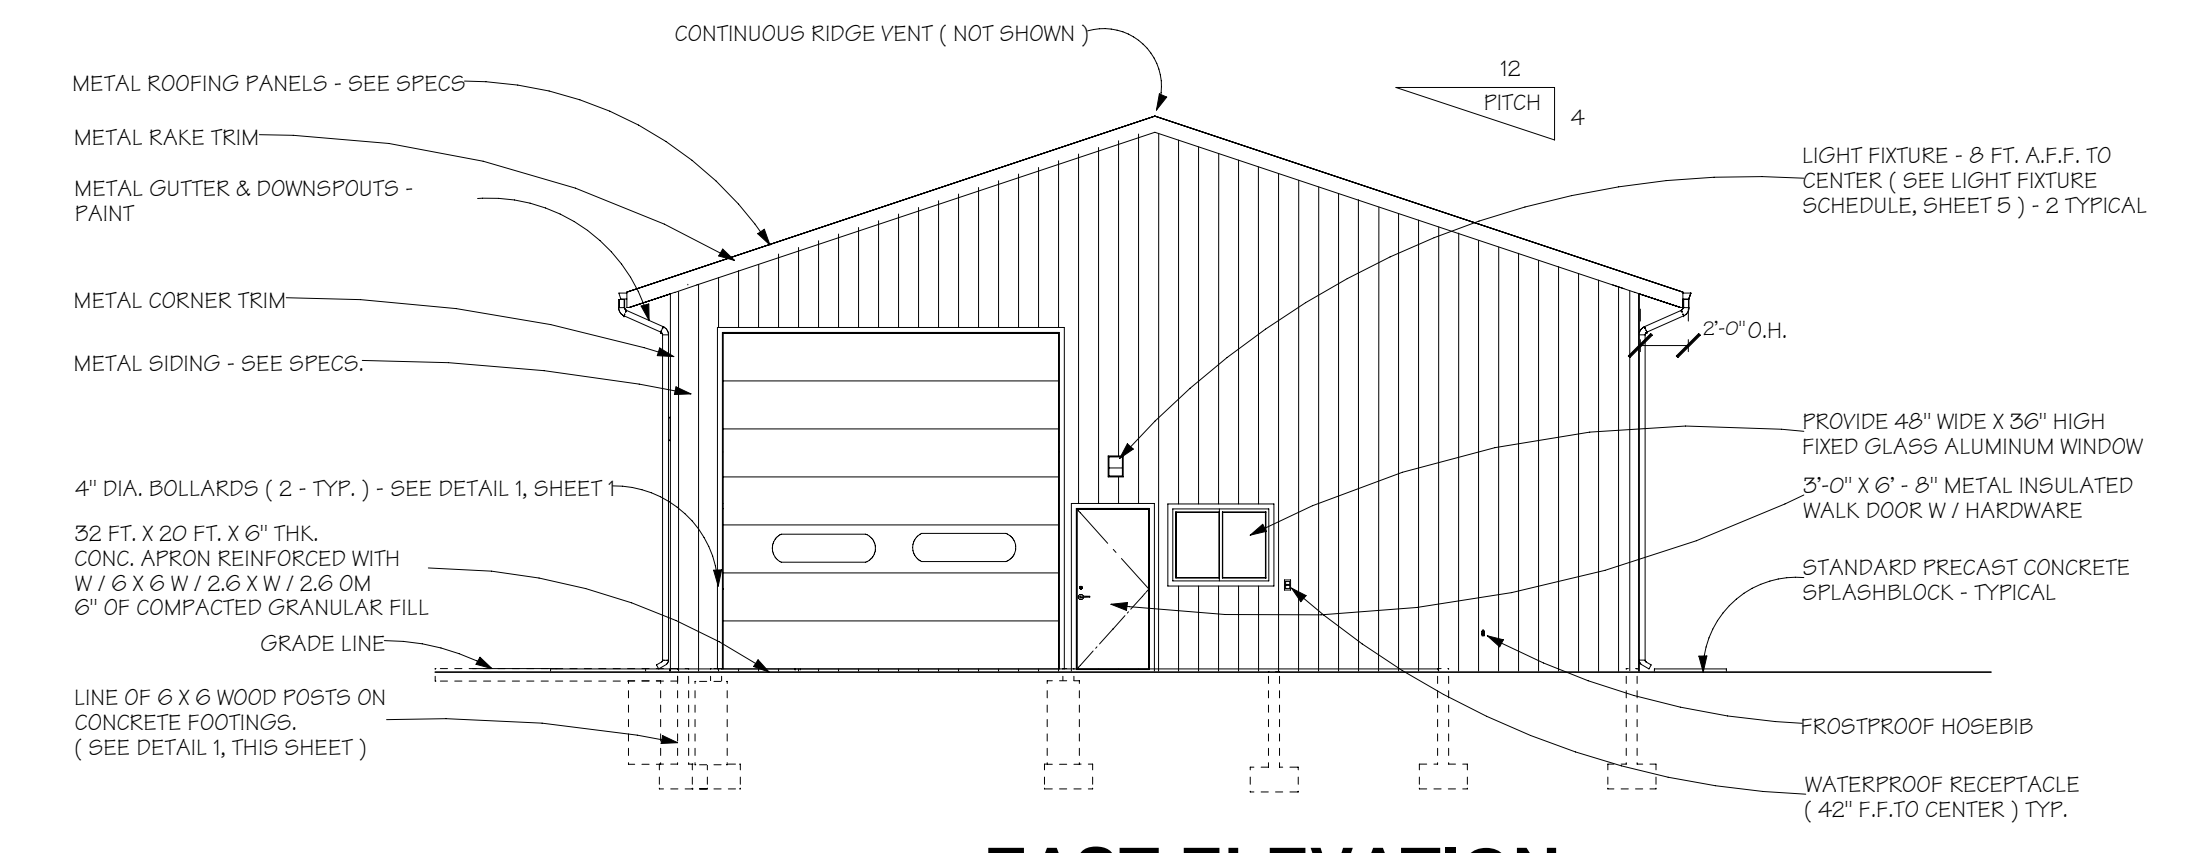 CONTINUOUS RIDGE VENT ( NOT SHOWN )
METAL ROOFING PANELS - SEE SPECS
METAL RAKE TRIM
METAL GUTTER & DOWNSPOUTS -
PAINT
METAL CORNER TRIM
METAL SIDING - SEE SPECS.
4" DIA. BOLLARDS ( 2 - TYP. ) - SEE DETAIL 1, SHEET 1
32 FT. X 20 FT. X 6" THK.
CONC. APRON REINFORCED WITH
W / 6 X 6 W / 2.6 X W / 2.6 OM
6" OF COMPACTED GRANULAR FILL
GRADE LINE
LINE OF 6 X 6 WOOD POSTS ON
CONCRETE FOOTINGS.
( SEE DETAIL 1, THIS SHEET )
12
PITCH
4
LIGHT FIXTURE - 8 FT. A.F.F. TO
CENTER ( SEE LIGHT FIXTURE
SCHEDULE, SHEET 5 ) - 2 TYPICAL
2'-0" O.H.
PROVIDE 48" WIDE X 36" HIGH
FIXED GLASS ALUMINUM WINDOW
3'-0" X 6' - 8" METAL INSULATED
WALK DOOR W / HARDWARE
STANDARD PRECAST CONCRETE
SPLASHBLOCK - TYPICAL
FROSTPROOF HOSEBIB
WATERPROOF RECEPTACLE
( 42" F.F.TO CENTER ) TYP.
EAST ELEVATION